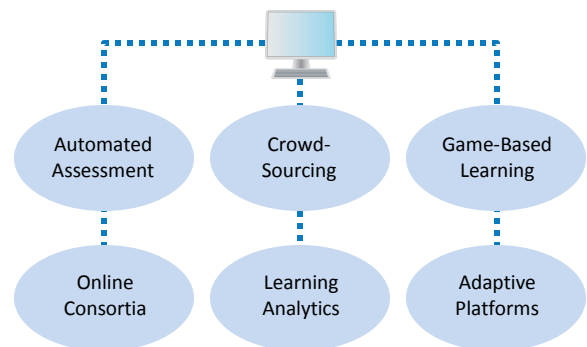 Automated
Assessment
Crowd-
Sourcing
Game-Based
Learning
Online
Consortia
Learning
Analytics
Adaptive
Platforms